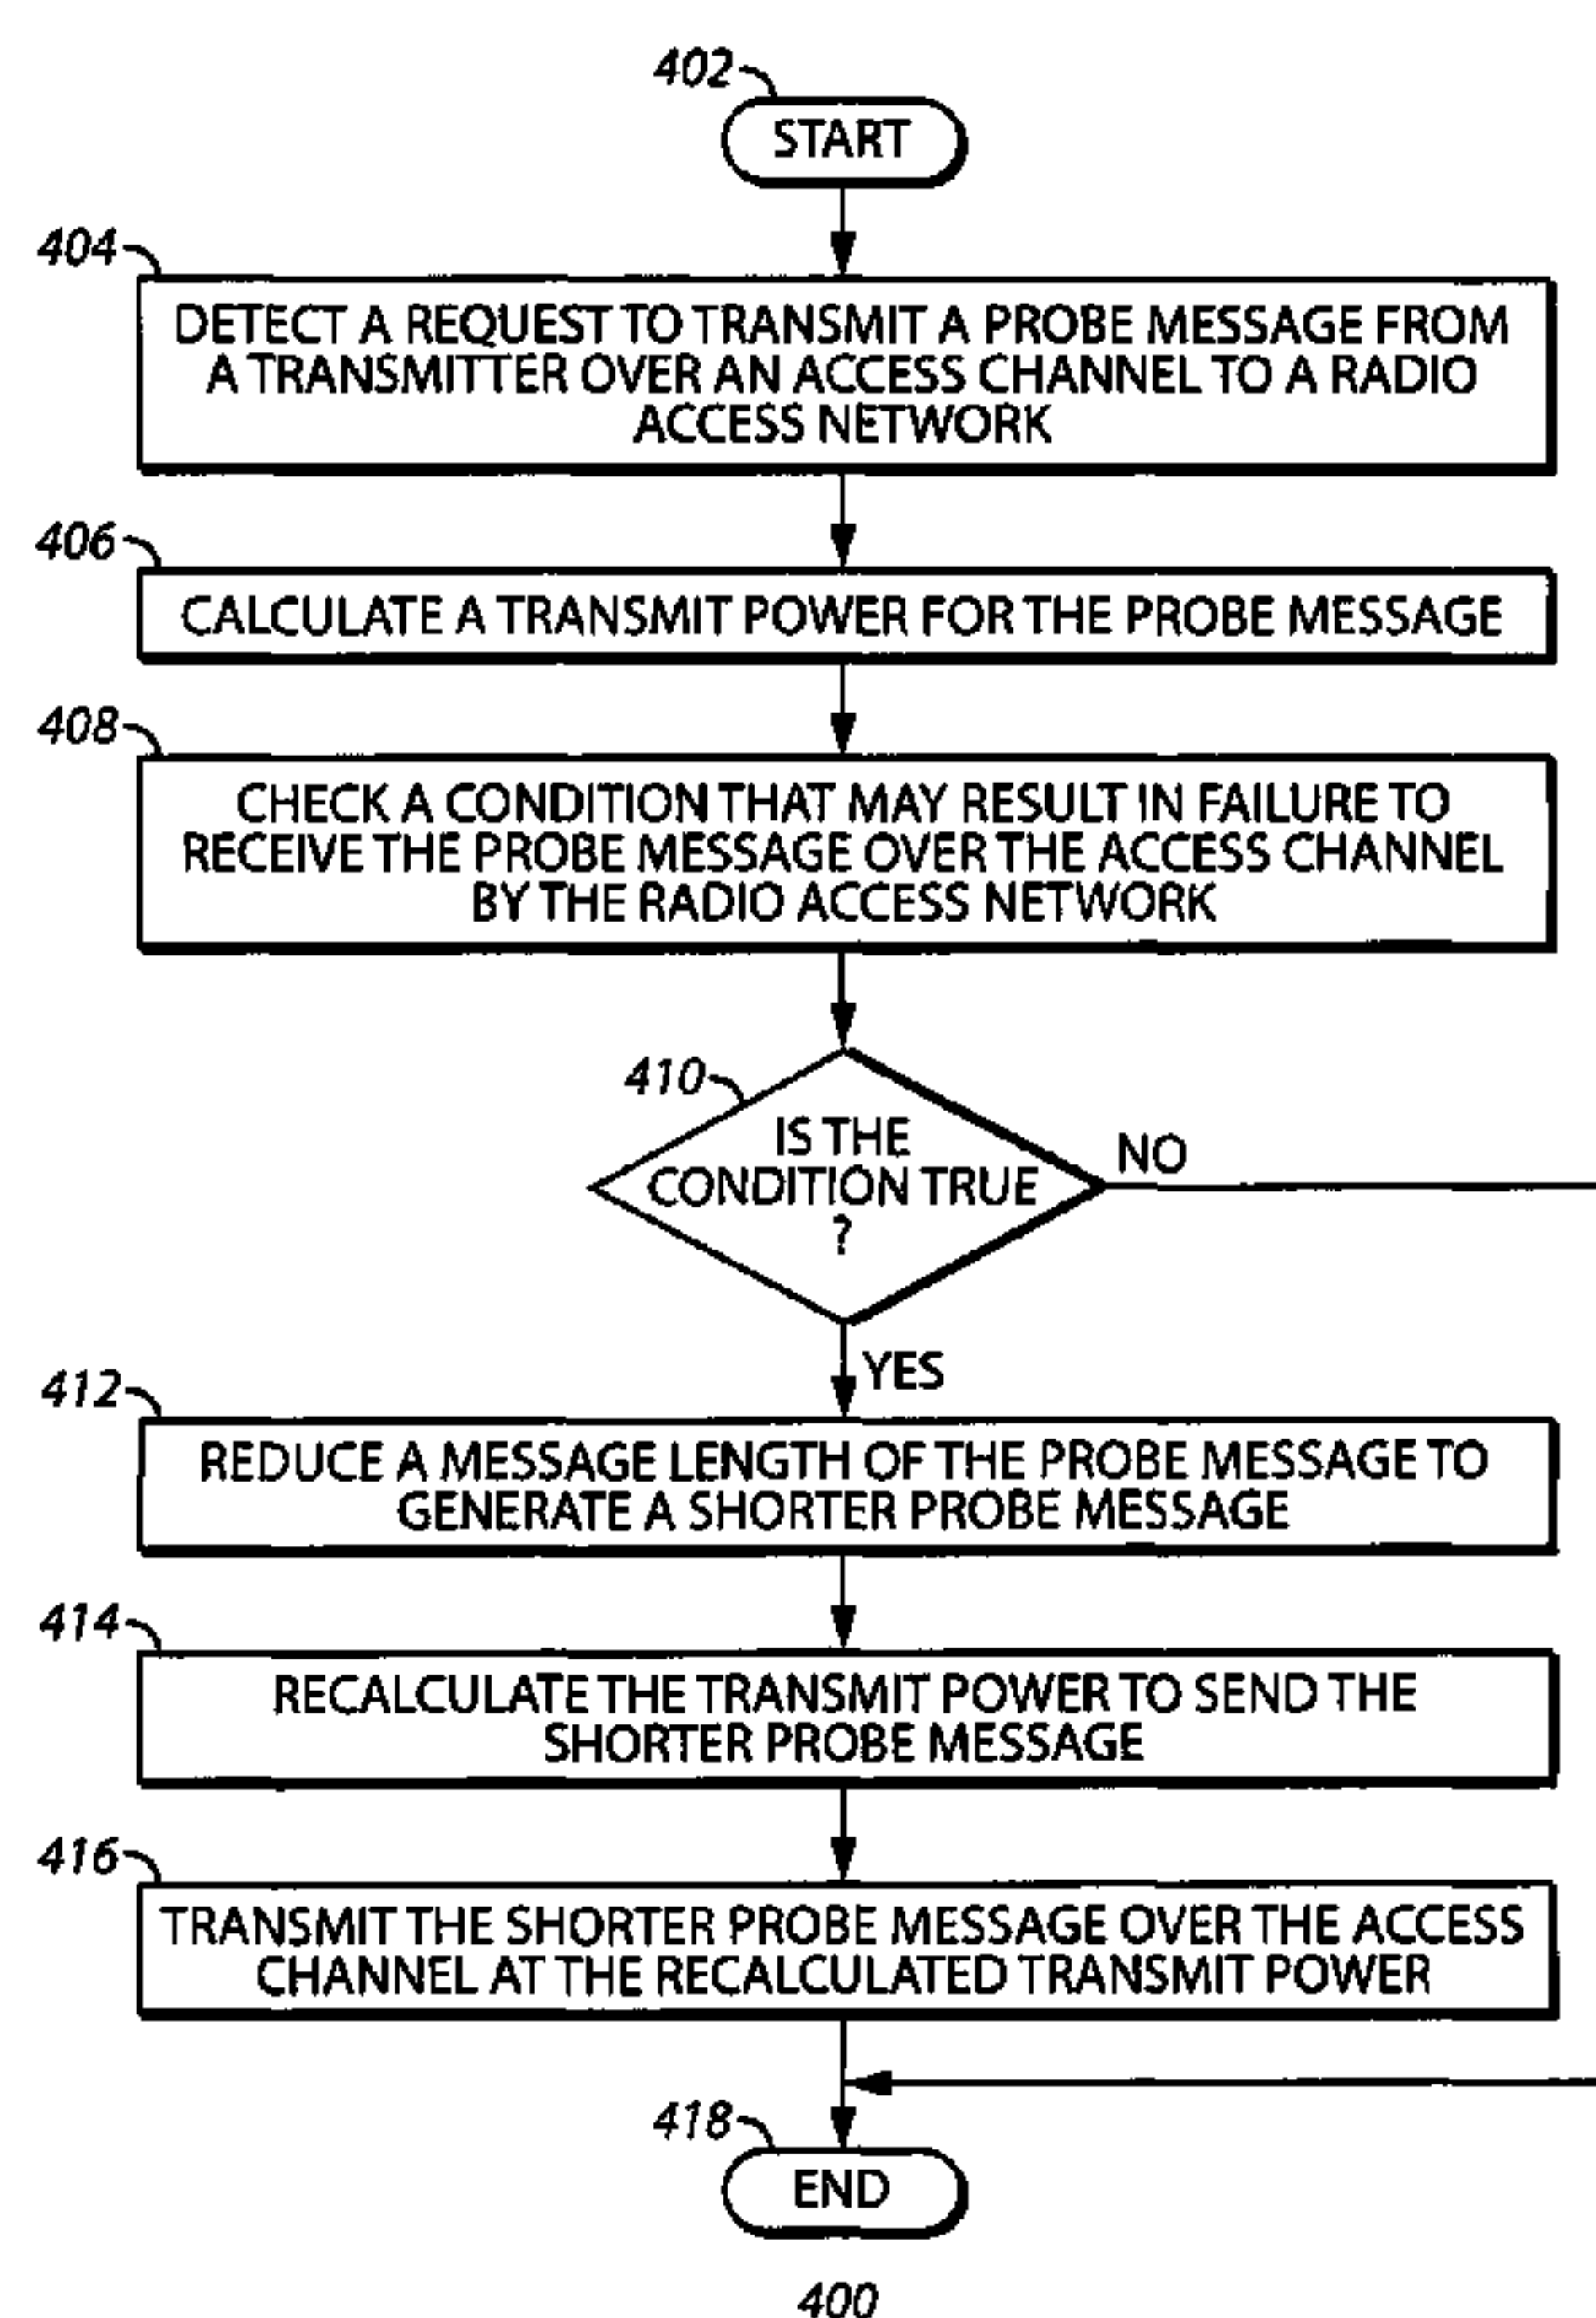 402
START
404
DETECT A REQUEST TO TRANSMIT A PROBE MESSAGE FROM
A TRANSMITTER OVER AN ACCESS CHANNEL TO A RADIO
ACCESS NETWORK
406
CALCULATE A TRANSMIT POWER FOR THE PROBE MESSAGE
408
CHECK A CONDITION THAT MAY RESULT IN FAILURE TO
RECEIVE THE PROBE MESSAGE OVER THE ACCESS CHANNEL
BY THE RADIO ACCESS NETWORK
410
IS THE
CONDITION TRUE
?
NO
YES
412
REDUCE A MESSAGE LENGTH OF THE PROBE MESSAGE TO
GENERATE A SHORTER PROBE MESSAGE
414
RECALCULATE THE TRANSMIT POWER TO SEND THE
SHORTER PROBE MESSAGE
416
TRANSMIT THE SHORTER PROBE MESSAGE OVER THE ACCESS
CHANNEL AT THE RECALCULATED TRANSMIT POWER
418
END
400